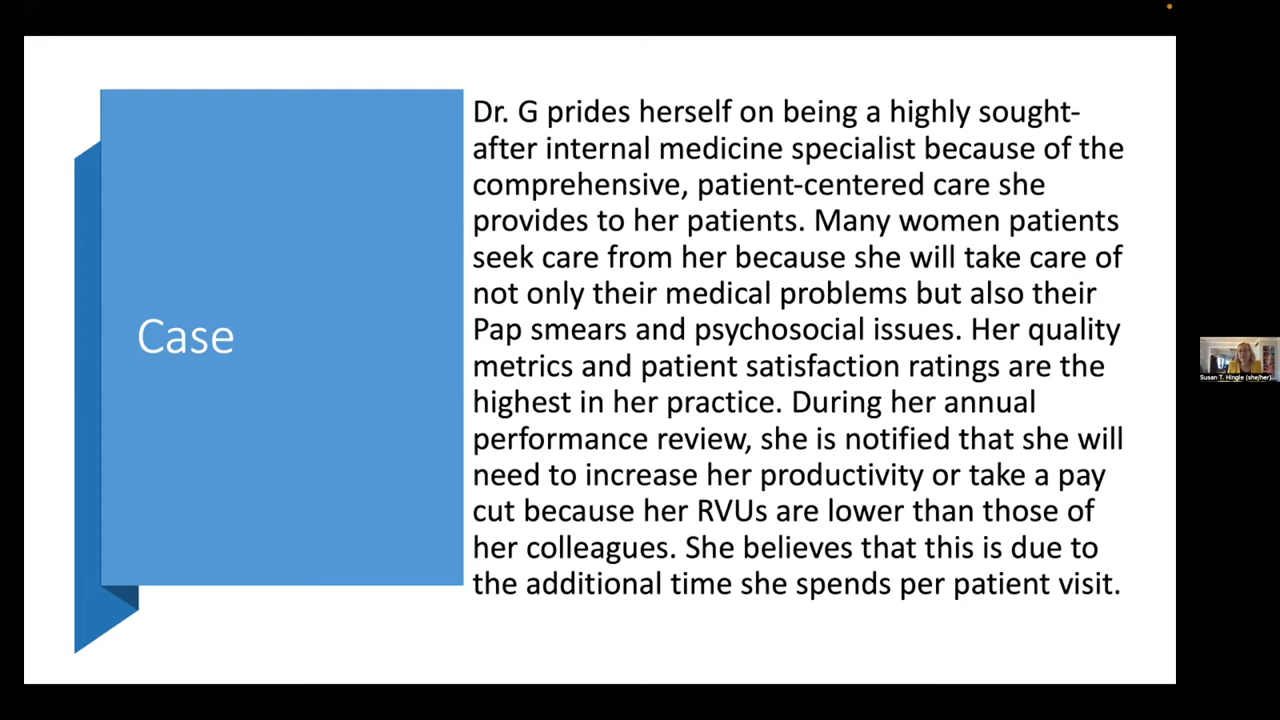 Case
Dr. G prides herself on being a highly sought-
after internal medicine specialist because of the
comprehensive, patient-centered care she
provides to her patients. Many women patients
seek care from her because she will take care of
not only their medical problems but also their
Pap smears and psychosocial issues. Her quality
metrics and patient satisfaction ratings are the
highest in her practice. During her annual
performance review, she is notified that she will
need to increase her productivity or take a pay
cut because her RVUs are lower than those of
her colleagues. She believes that this is due to
the additional time she spends per patient visit.
Susan T. Hingle (she/her)